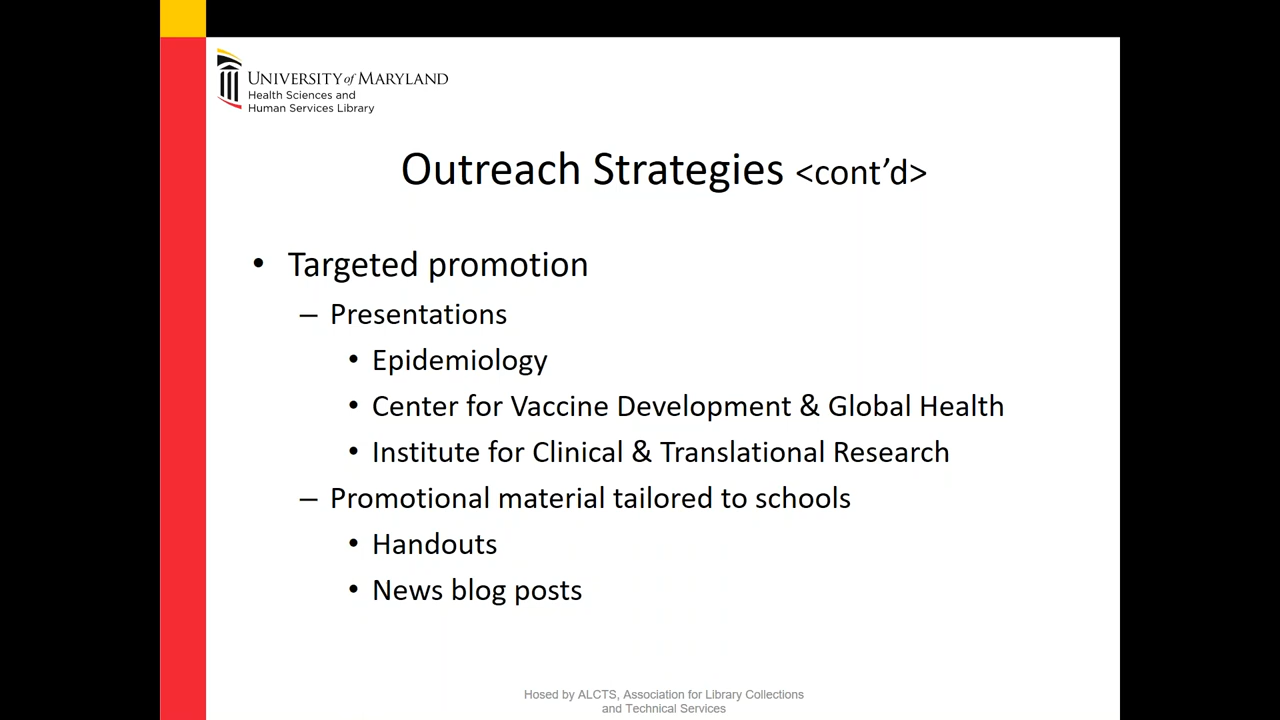 UNIVERSITY of MARYLAND
Health Sciences and
Human Services Library
Outreach Strategies <cont’d>
• Targeted promotion
– Presentations
• Epidemiology
• Center for Vaccine Development & Global Health
• Institute for Clinical & Translational Research
– Promotional material tailored to schools
• Handouts
• News blog posts
Hosed by ALCTS, Association for Library Collections
and Technical Services